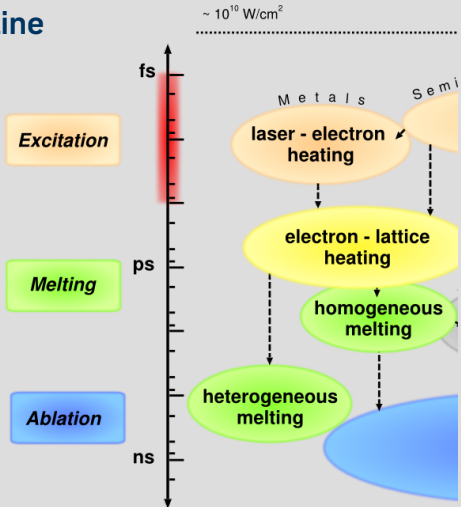 ine
~ 10¹⁰ W/cm²
fs
Metals
Semi
Excitation
laser - electron
heating
electron - lattice
heating
ps
Melting
homogeneous
melting
heterogeneous
melting
Ablation
ns